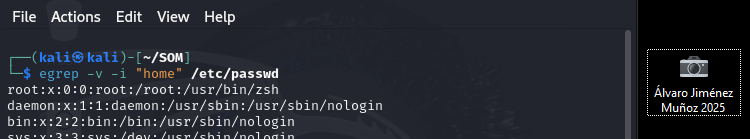 File Actions Edit View Help
┌──(kali㉿kali)-[~/SOM]
└─$ egrep -v -i "home" /etc/passwd
root:x:0:0:root:/root:/usr/bin/zsh
daemon:x:1:1:daemon:/usr/sbin:/usr/sbin/nologin
bin:x:2:2:bin:/bin:/usr/sbin/nologin
sys:x:3:3:sys:/dev:/usr/sbin/nologin
Álvaro Jiménez
Muñoz 2025